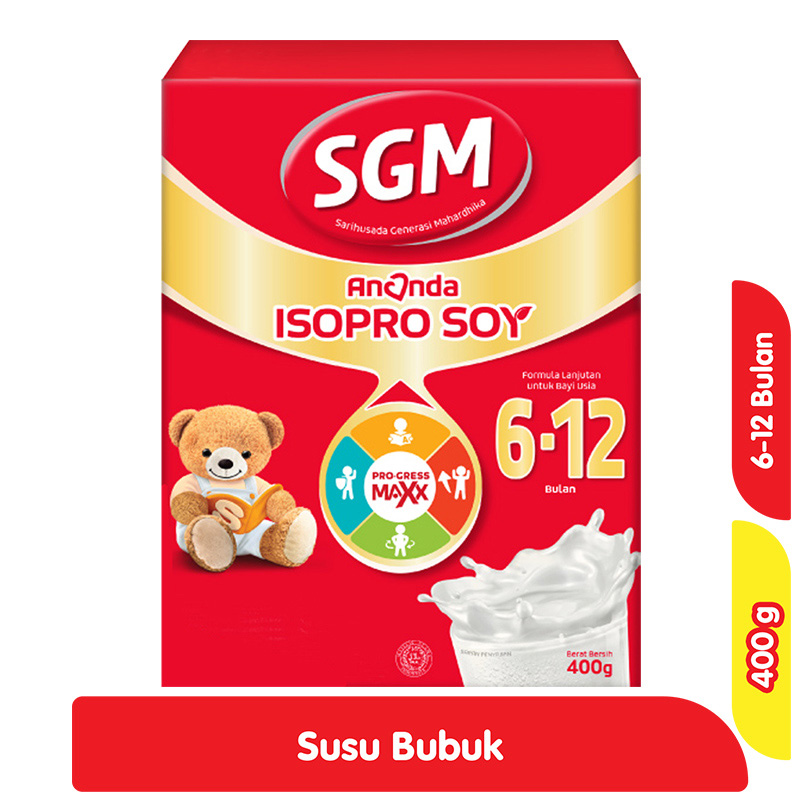 SGM
Sarihusada Generasi Mahardhika
Ananda
ISOPRO SOY
Formula Lanjutan
untuk Bayi Usia
6-12
Bulan
PRO-GRESS
MAXX
S
Berat Bersih
400g
6-12 Bulan
400g
Susu Bubuk